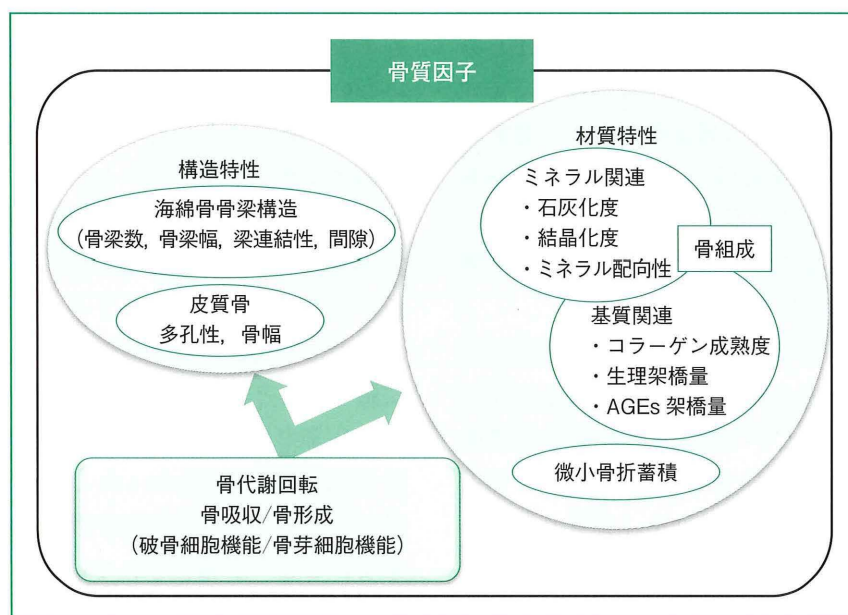 骨質因子
構造特性
海綿骨骨梁構造
（骨梁数，骨梁幅，梁連結性，間隙）
皮質骨
多孔性，骨幅
材質特性
ミネラル関連
・石灰化度
・結晶化度
・ミネラル配向性
骨組成
基質関連
・コラーゲン成熟度
・生理架橋量
・AGEs 架橋量
微小骨折蓄積
骨代謝回転
骨吸収/骨形成
（破骨細胞機能/骨芽細胞機能）